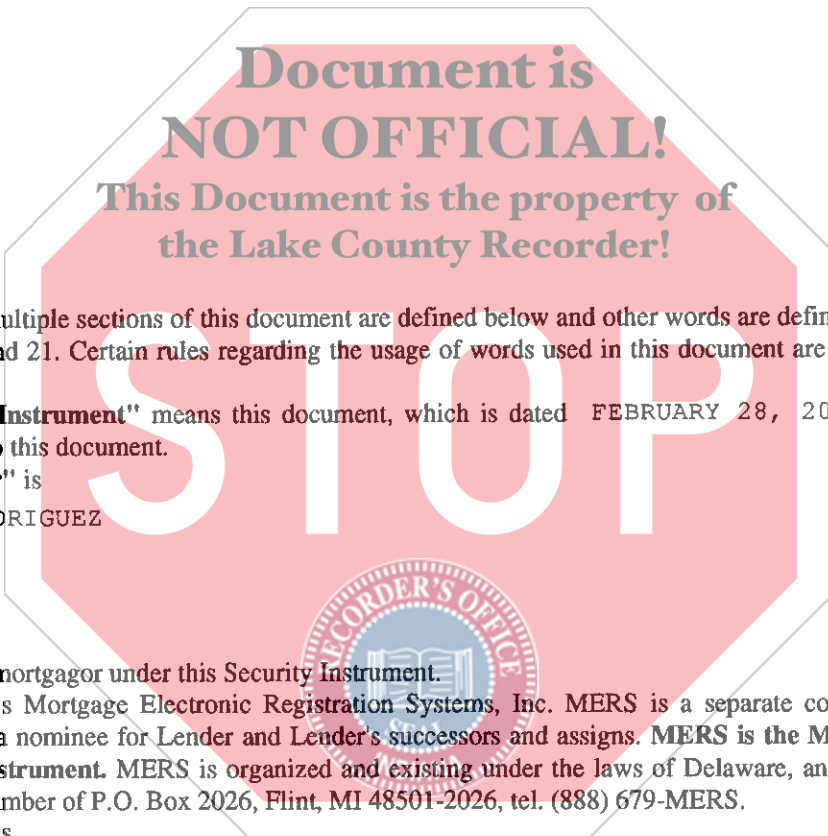 Document is
NOT OFFICIAL!
This Document is the property of
the Lake County Recorder!
ultiple sections of this document are defined below and other words are defin
d 21. Certain rules regarding the usage of words used in this document are
Instrument" means this document, which is dated FEBRUARY 28, 20
this document.
" is
RIGUEZ
STOP
RECORDER'S OFFICE
mortgagor under this Security Instrument.
s Mortgage Electronic Registration Systems, Inc. MERS is a separate co
a nominee for Lender and Lender's successors and assigns. MERS is the M
SEAL
strument. MERS is organized and existing under the laws of Delaware, an
mber of P.O. Box 2026, Flint, MI 48501-2026, tel. (888) 679-MERS.
s